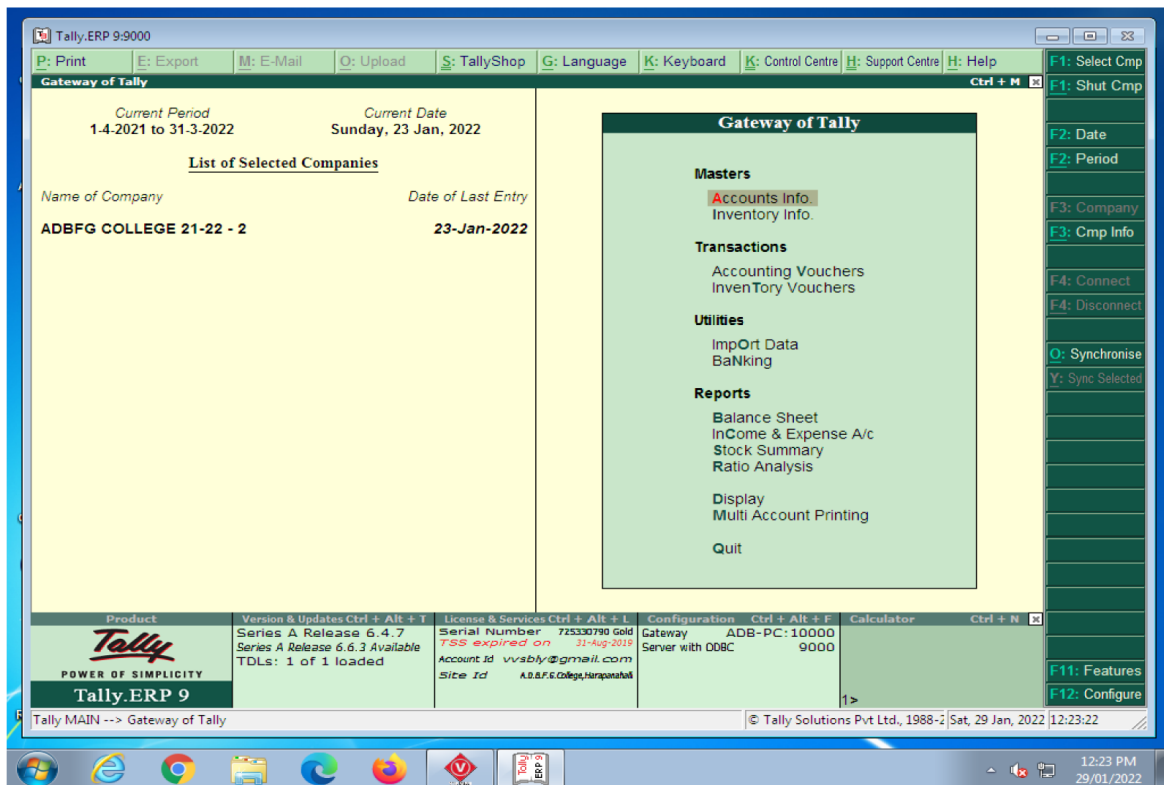 Tally.ERP 9:9000
P: Print E: Export M: E-Mail O: Upload S: TallyShop G: Language K: Keyboard K: Control Centre H: Support Centre H: Help
Gateway of Tally Ctrl + M
Current Period Current Date
1-4-2021 to 31-3-2022 Sunday, 23 Jan, 2022
List of Selected Companies
Name of Company Date of Last Entry
ADBFG COLLEGE 21-22 - 2 23-Jan-2022
Gateway of Tally
Masters
Accounts Info.
Inventory Info.
Transactions
Accounting Vouchers
InvenTory Vouchers
Utilities
ImpOrt Data
BaNking
Reports
Balance Sheet
InCome & Expense A/c
Stock Summary
Ratio Analysis
Display
Multi Account Printing
Quit
F1: Select Cmp
F1: Shut Cmp
F2: Date
F2: Period
F3: Company
F3: Cmp Info
F4: Connect
F4: Disconnect
O: Synchronise
Y: Sync Selected
F11: Features
F12: Configure
Product
Tally
POWER OF SIMPLICITY
Tally.ERP 9
Version & Updates Ctrl + Alt + T
Series A Release 6.4.7
Series A Release 6.6.3 Available
TDLs: 1 of 1 loaded
License & Services Ctrl + Alt + L
Serial Number 725330790 Gold
TSS expired on 31-Aug-2019
Account Id vvsbly@gmail.com
Site Id A.D.B.F.G.College,Harapanahalli
Configuration Ctrl + Alt + F
Gateway ADB-PC:10000
Server with ODBC 9000
Calculator Ctrl + N
1>
Tally MAIN --> Gateway of Tally © Tally Solutions Pvt Ltd., 1988-2 Sat, 29 Jan, 2022 12:23:22
Tally
ERP 9
12:23 PM
29/01/2022